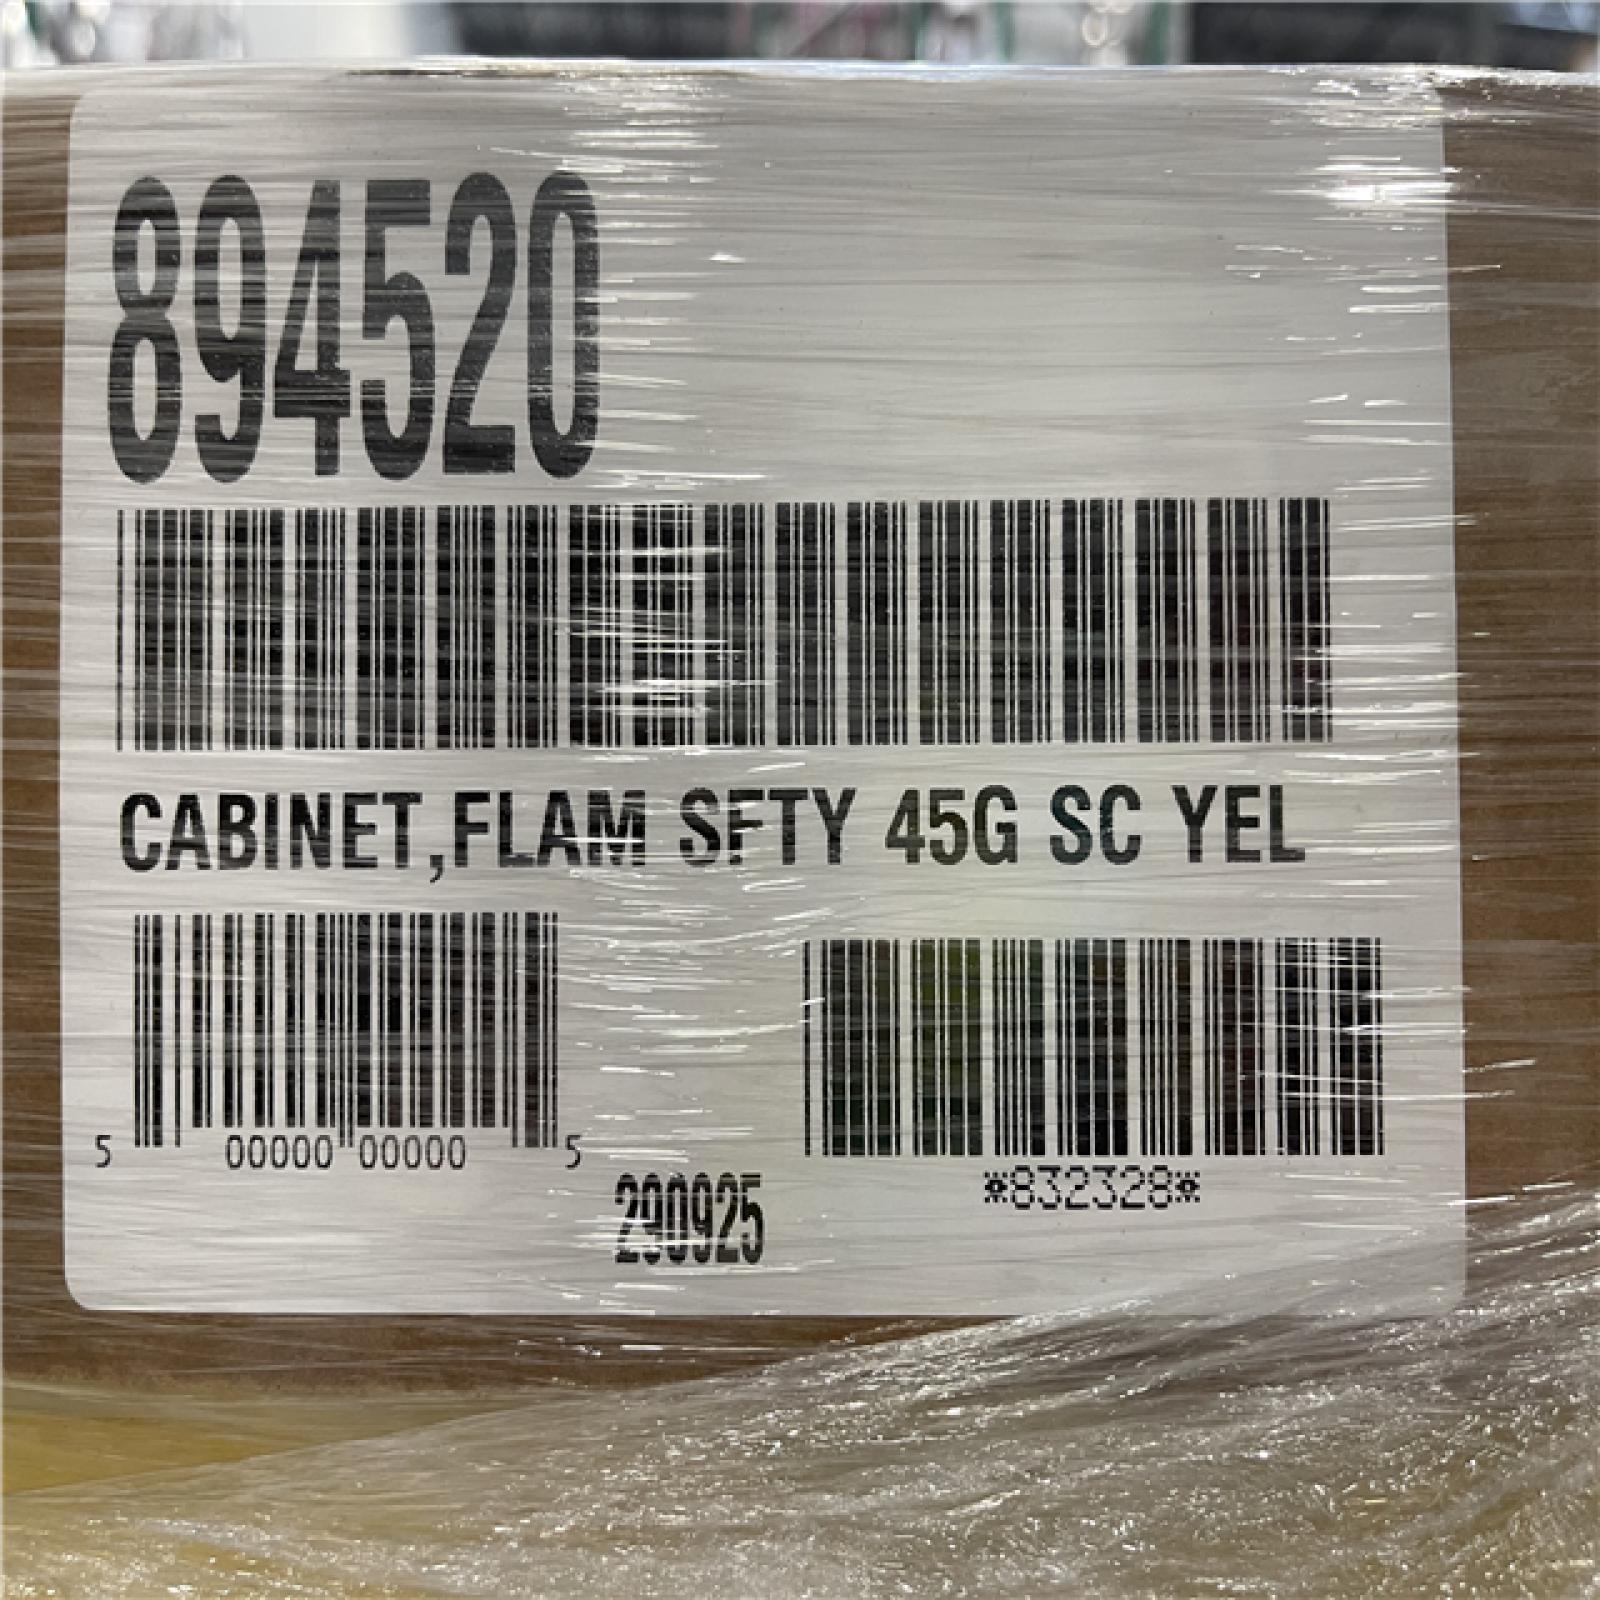 894520
CABINET,FLAM SFTY 45G SC YEL
5 00000 00000 5
*832328*
290925